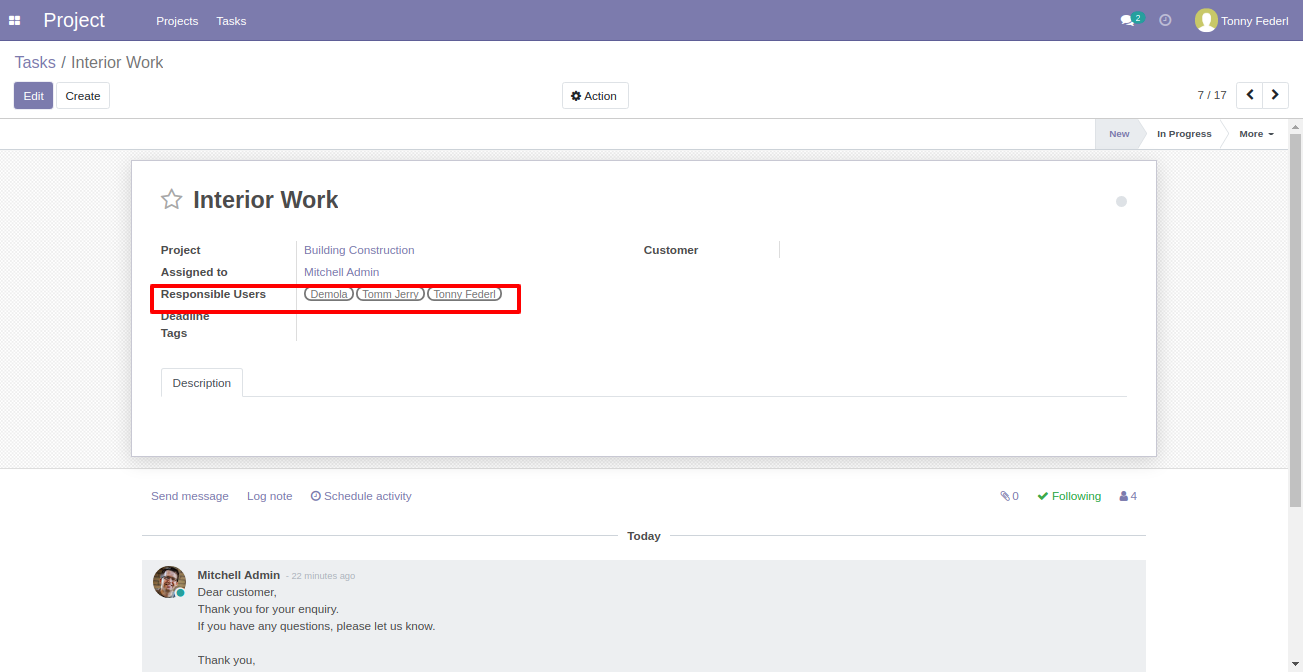 Project Projects Tasks 2 Tonny Federl
Tasks / Interior Work
Edit Create Action 7 / 17
New In Progress More
Interior Work
Project Building Construction Customer
Assigned to Mitchell Admin
Responsible Users Demola Tomm Jerry Tonny Federl
Deadline
Tags
Description
Send message Log note Schedule activity 0 Following 4
Today
Mitchell Admin - 22 minutes ago
Dear customer,
Thank you for your enquiry.
If you have any questions, please let us know.
Thank you,